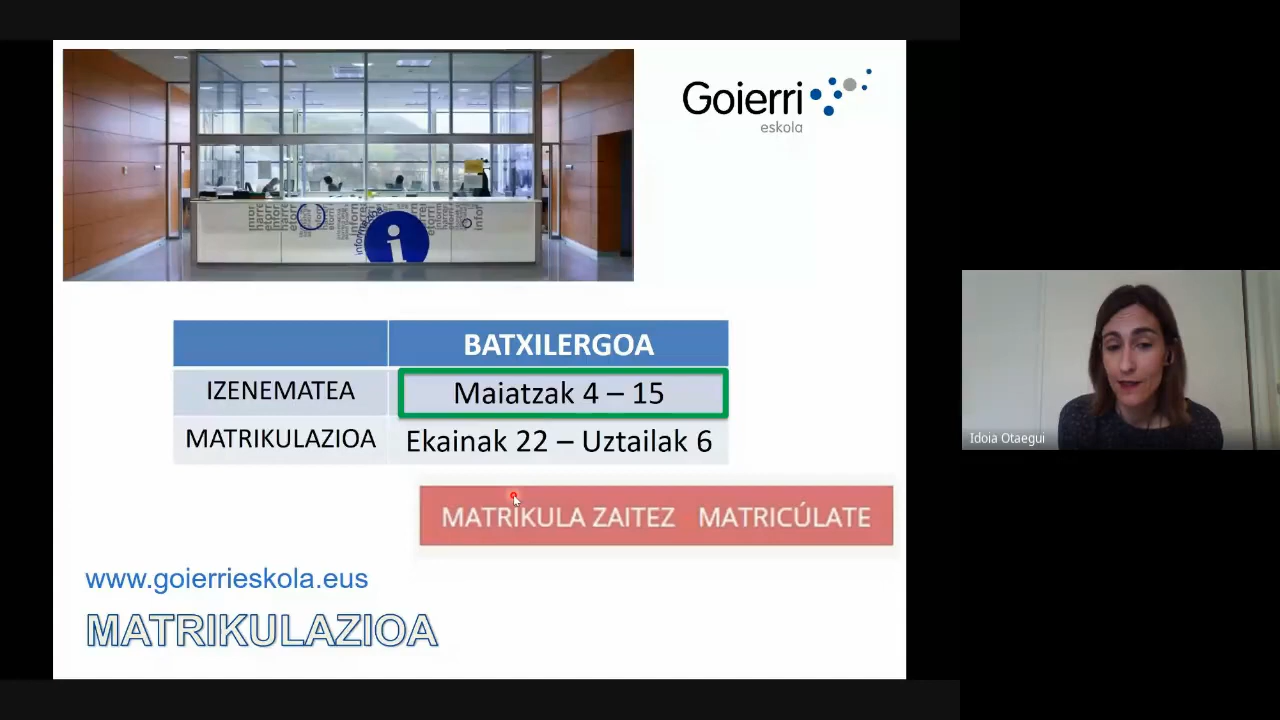 Goierri
eskola
i
BATXILERGOA
IZENEMATEA
Maiatzak 4 – 15
MATRIKULAZIOA
Ekainak 22 – Uztailak 6
MATRIKULA ZAITEZ MATRICÚLATE
www.goierrieskola.eus
MATRIKULAZIOA
Idoia Otaegui